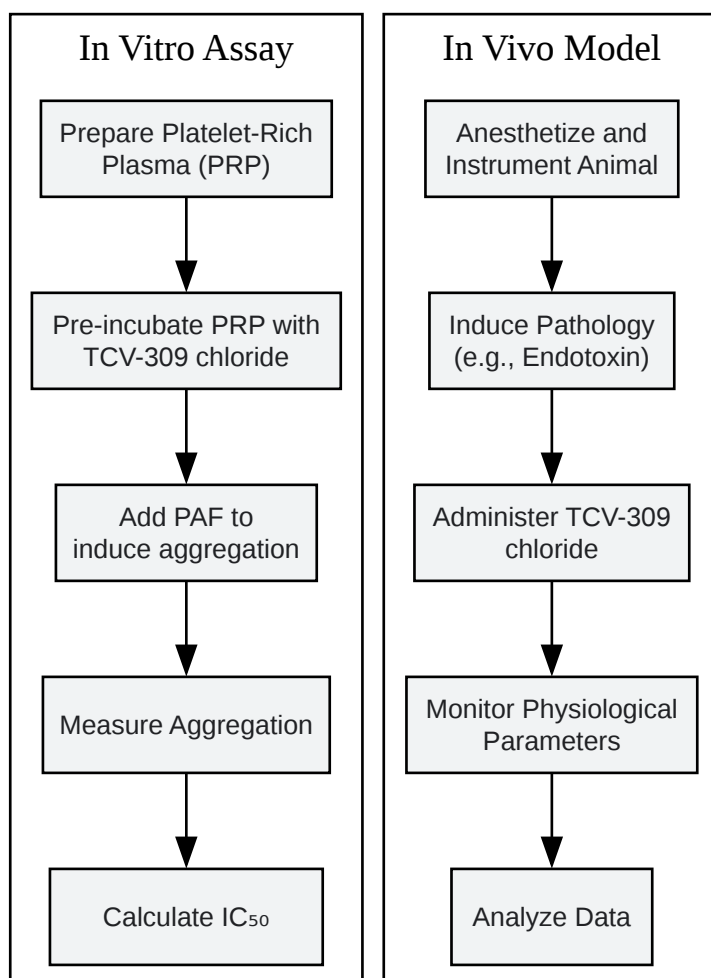 In Vitro Assay
Prepare Platelet-Rich
Plasma (PRP)
Pre-incubate PRP with
TCV-309 chloride
Add PAF to
induce aggregation
Measure Aggregation
Calculate IC₅₀
In Vivo Model
Anesthetize and
Instrument Animal
Induce Pathology
(e.g., Endotoxin)
Administer TCV-309
chloride
Monitor Physiological
Parameters
Analyze Data